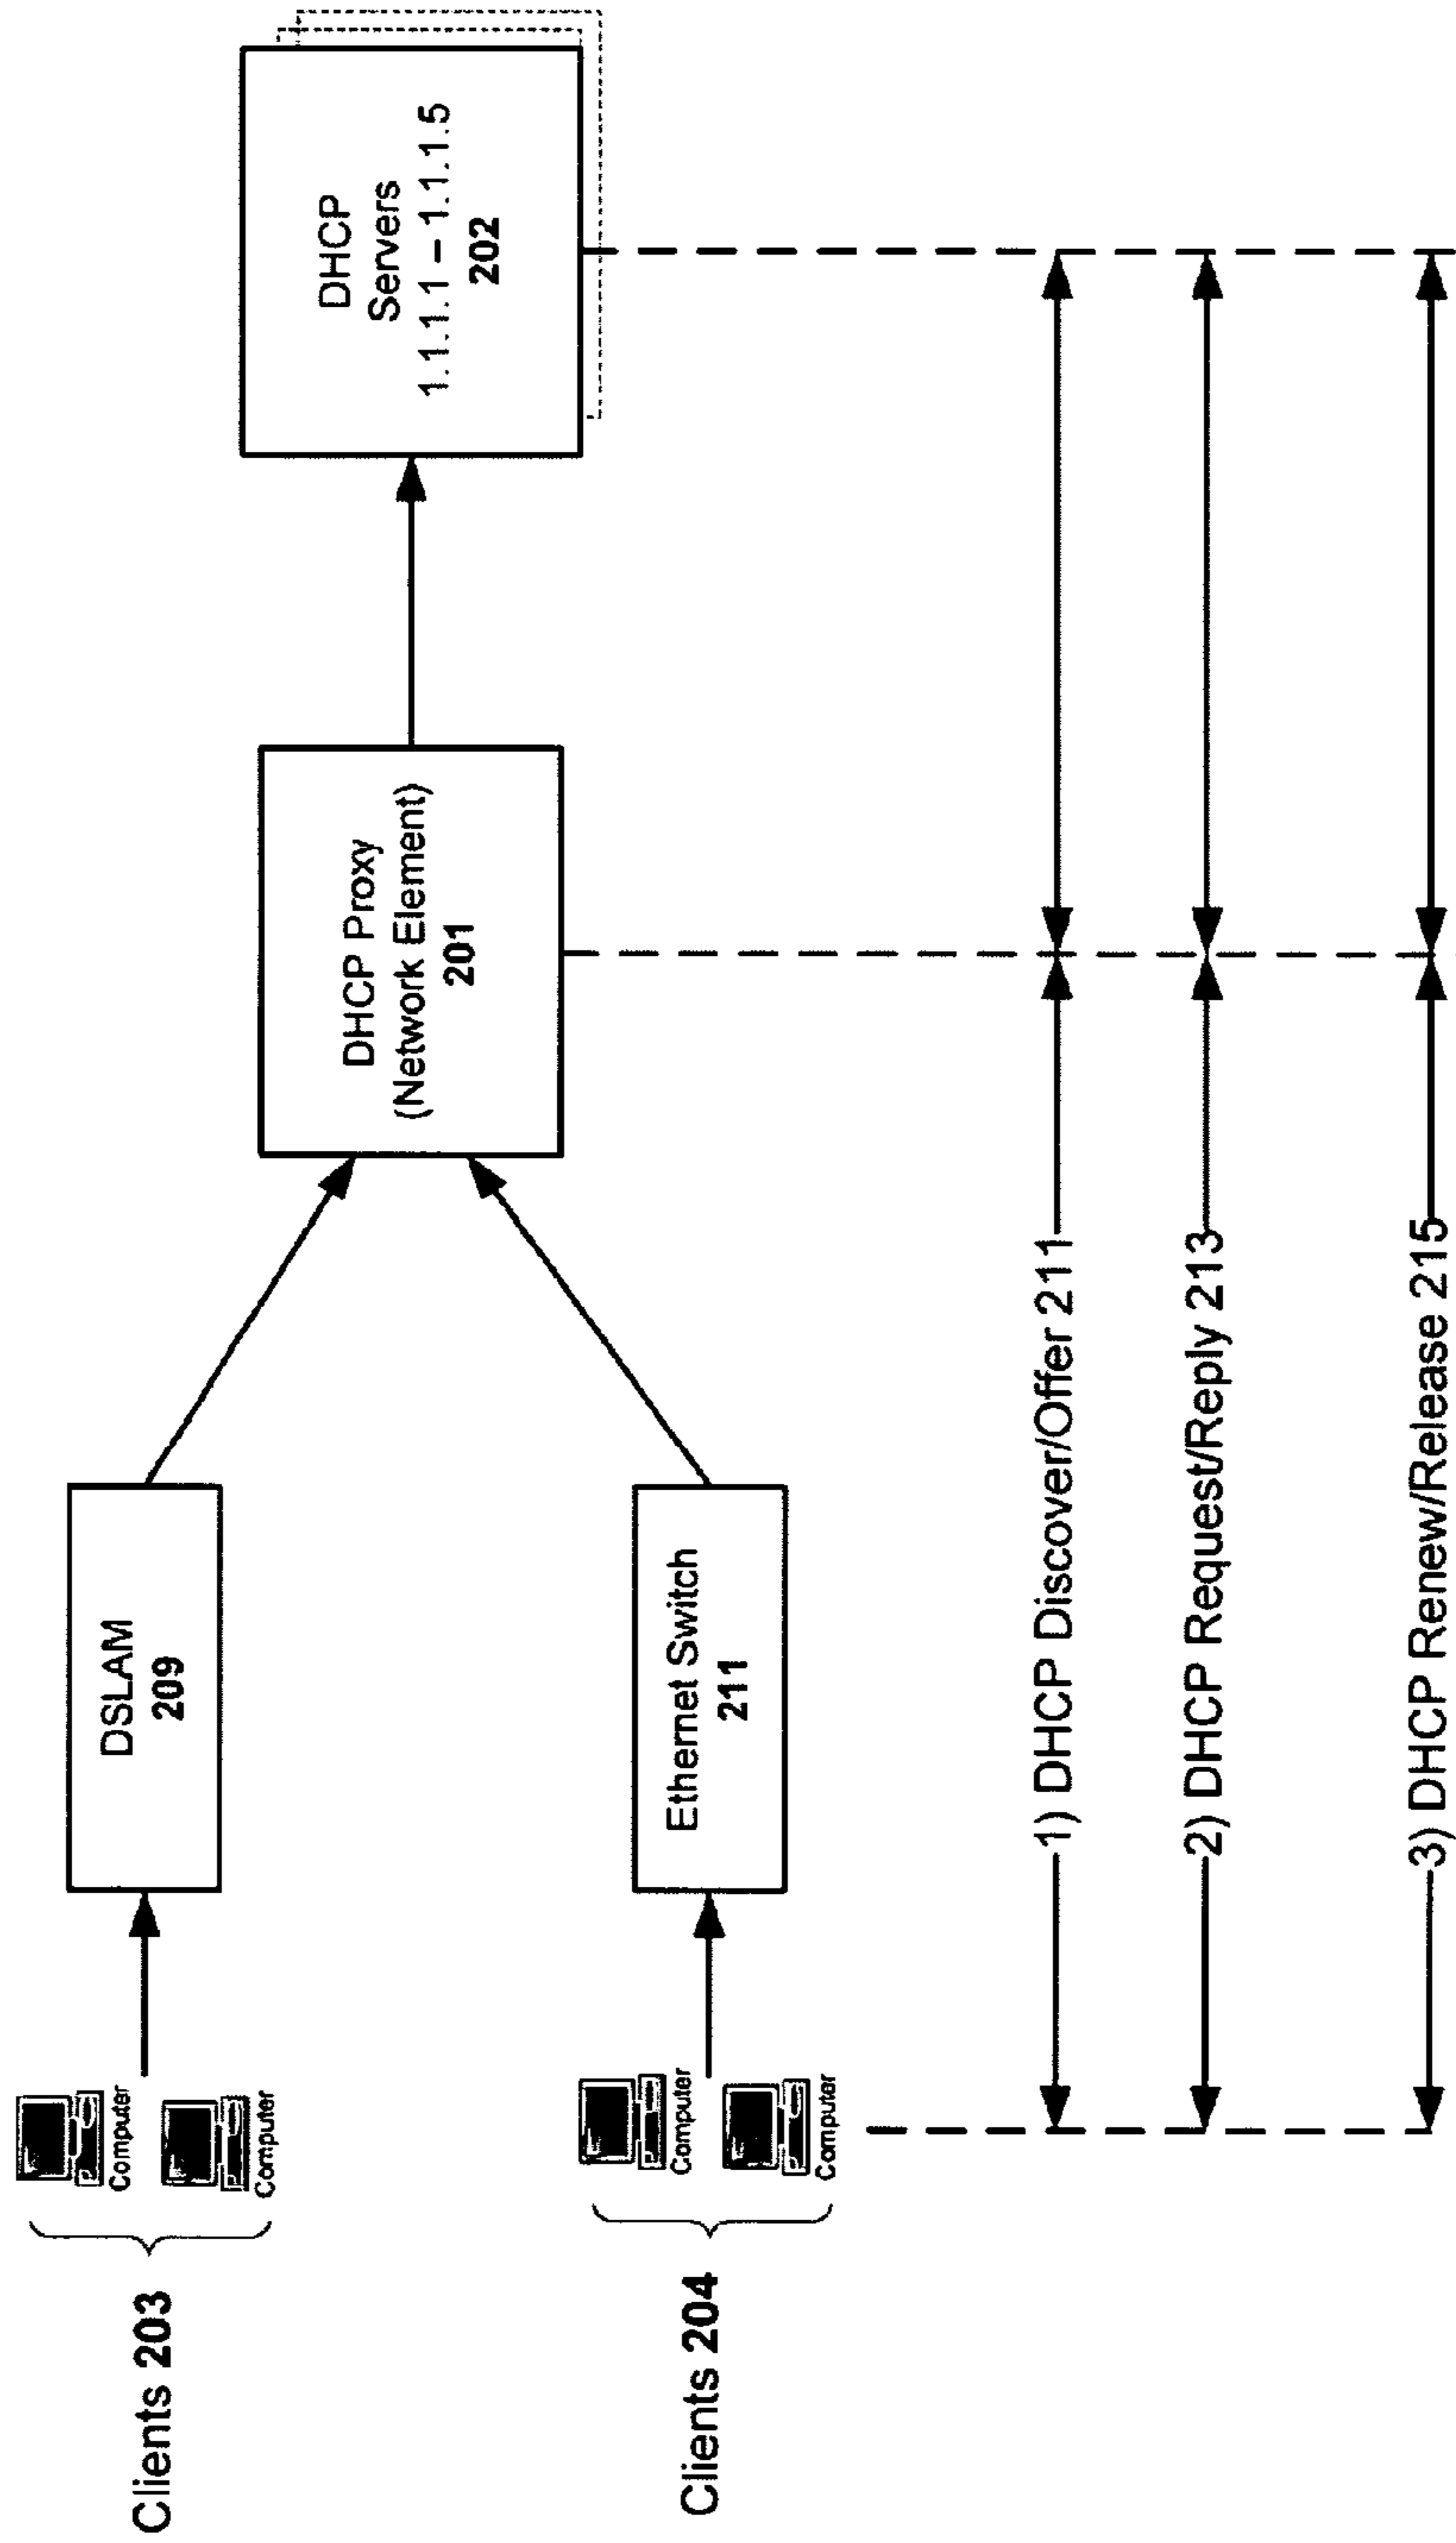 Clients 203
Computer
Computer
DSLAM
209
DHCP Proxy
(Network Element)
201
DHCP
Servers
1.1.1.1 – 1.1.1.5
202
Clients 204
Computer
Computer
Ethernet Switch
211
1) DHCP Discover/Offer 211
2) DHCP Request/Reply 213
3) DHCP Renew/Release 215